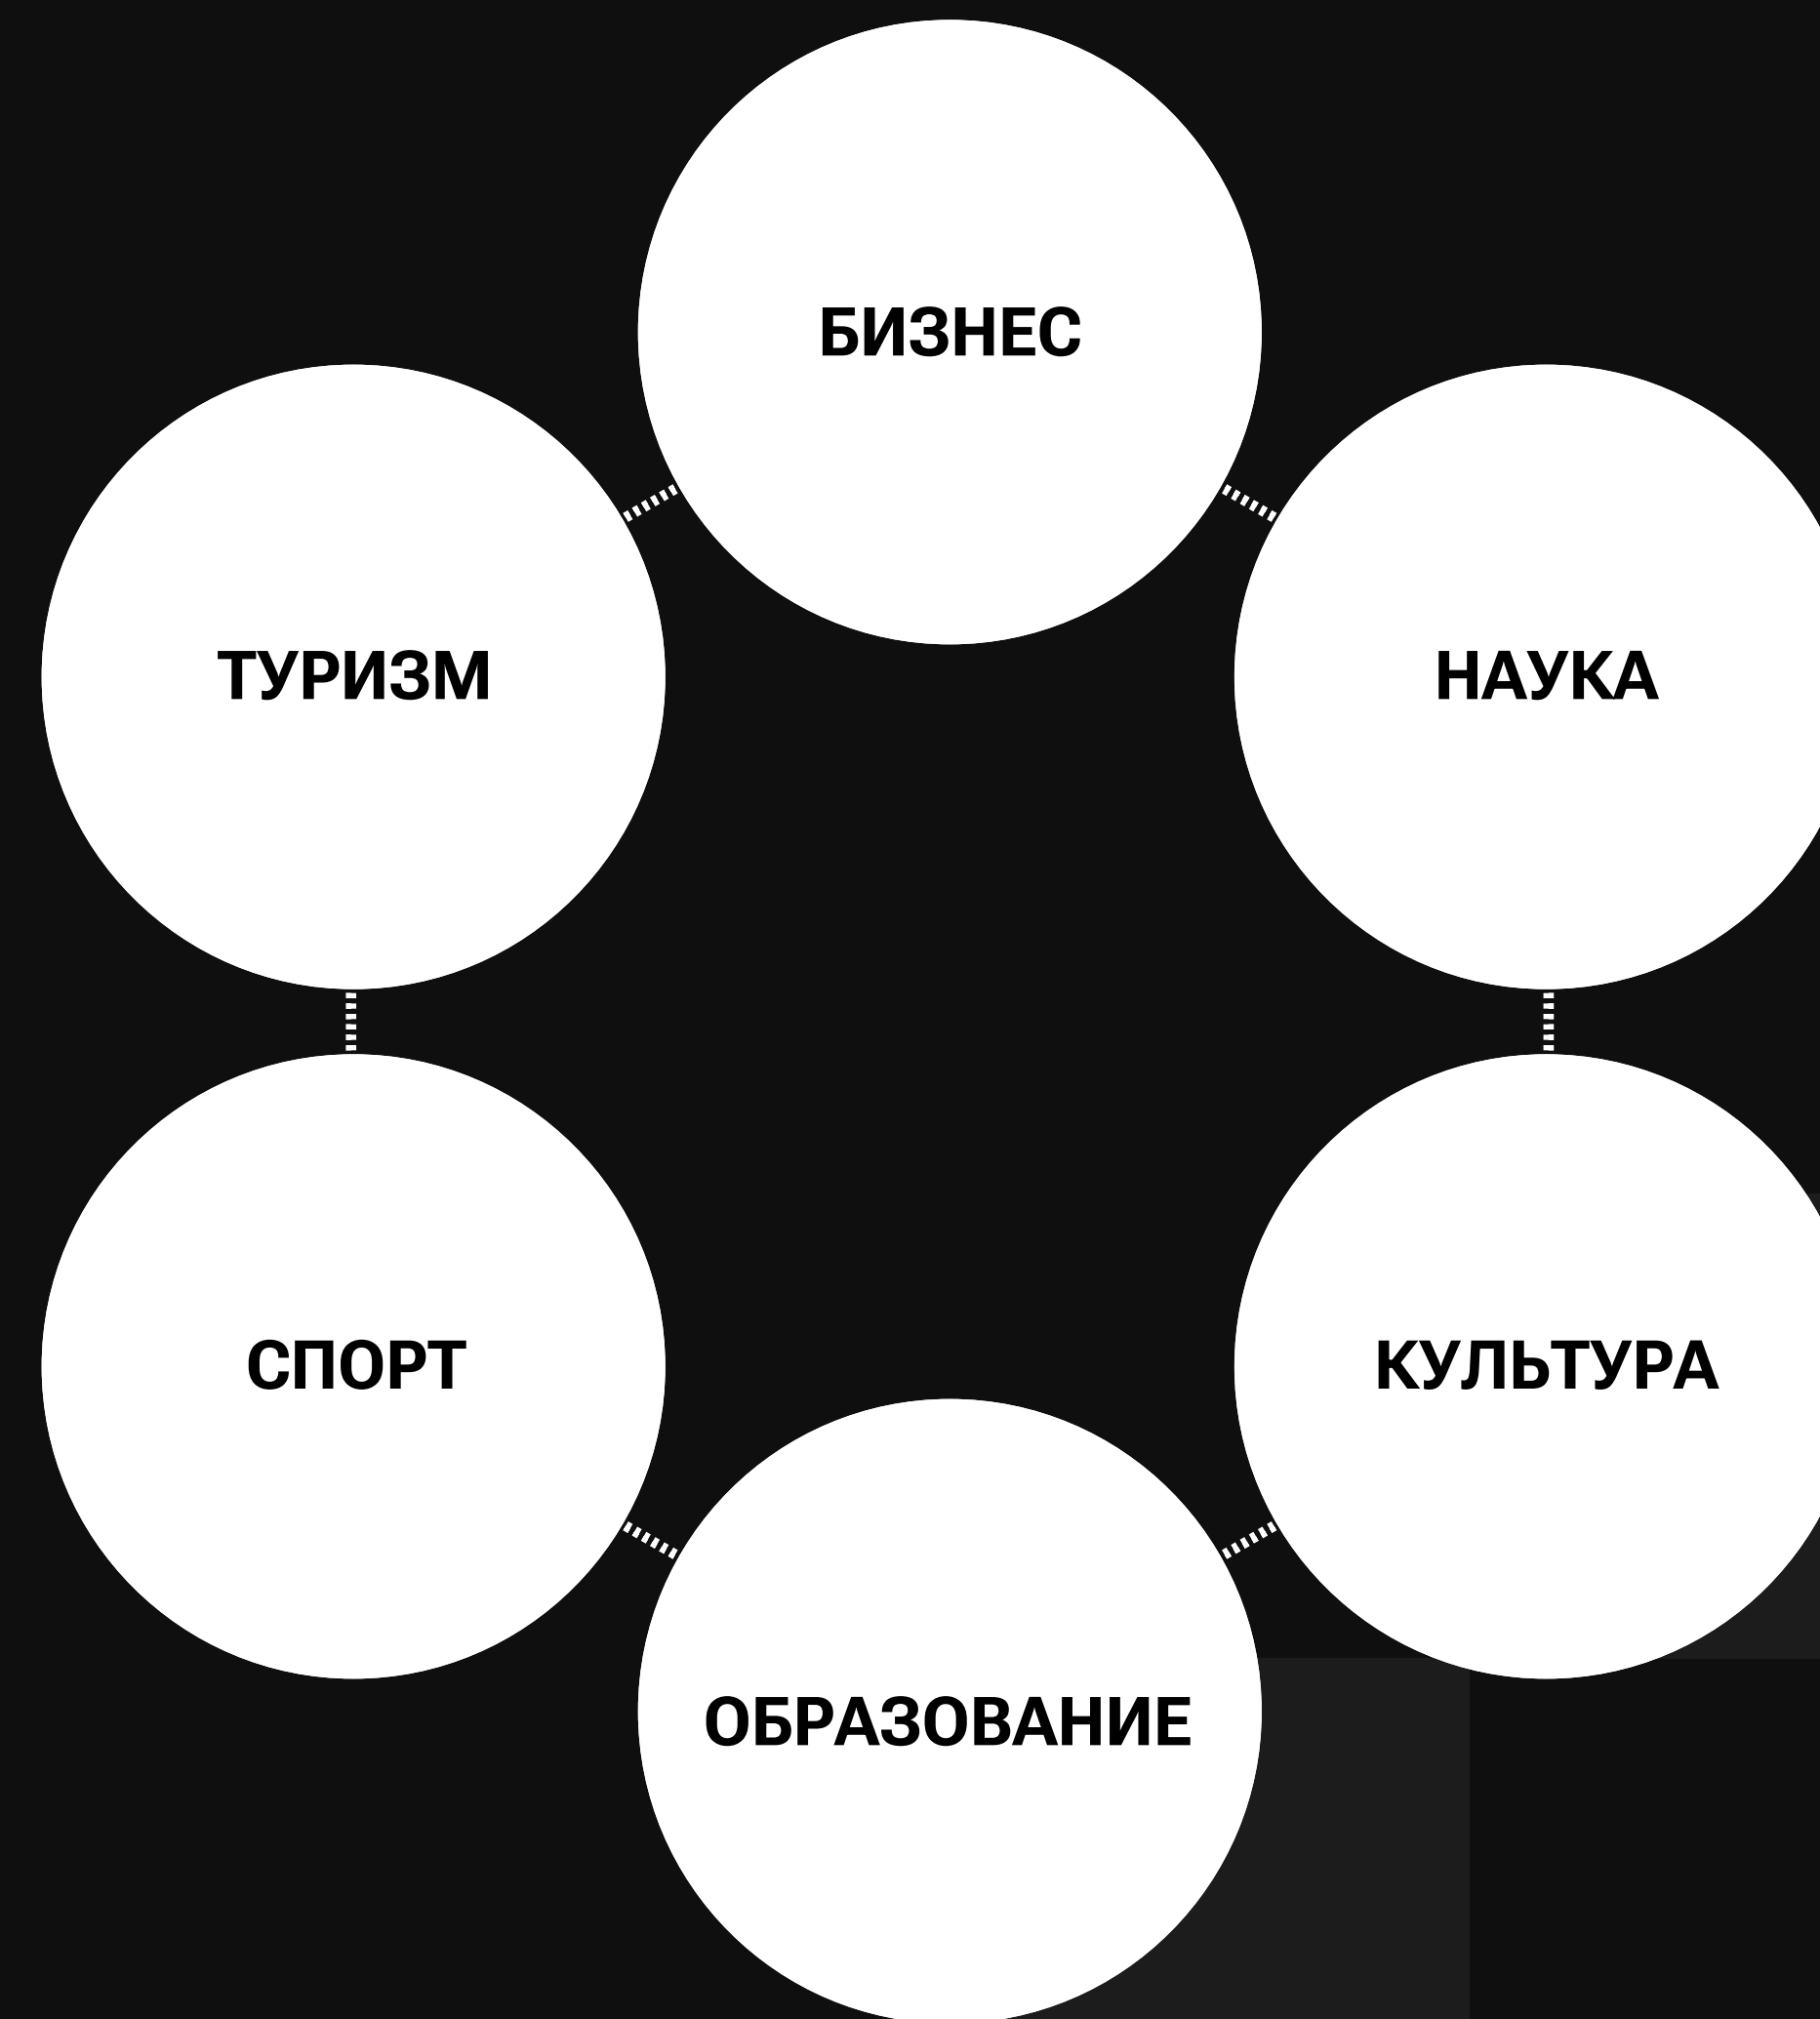 БИЗНЕС
ТУРИЗМ
НАУКА
СПОРТ
КУЛЬТУРА
ОБРАЗОВАНИЕ